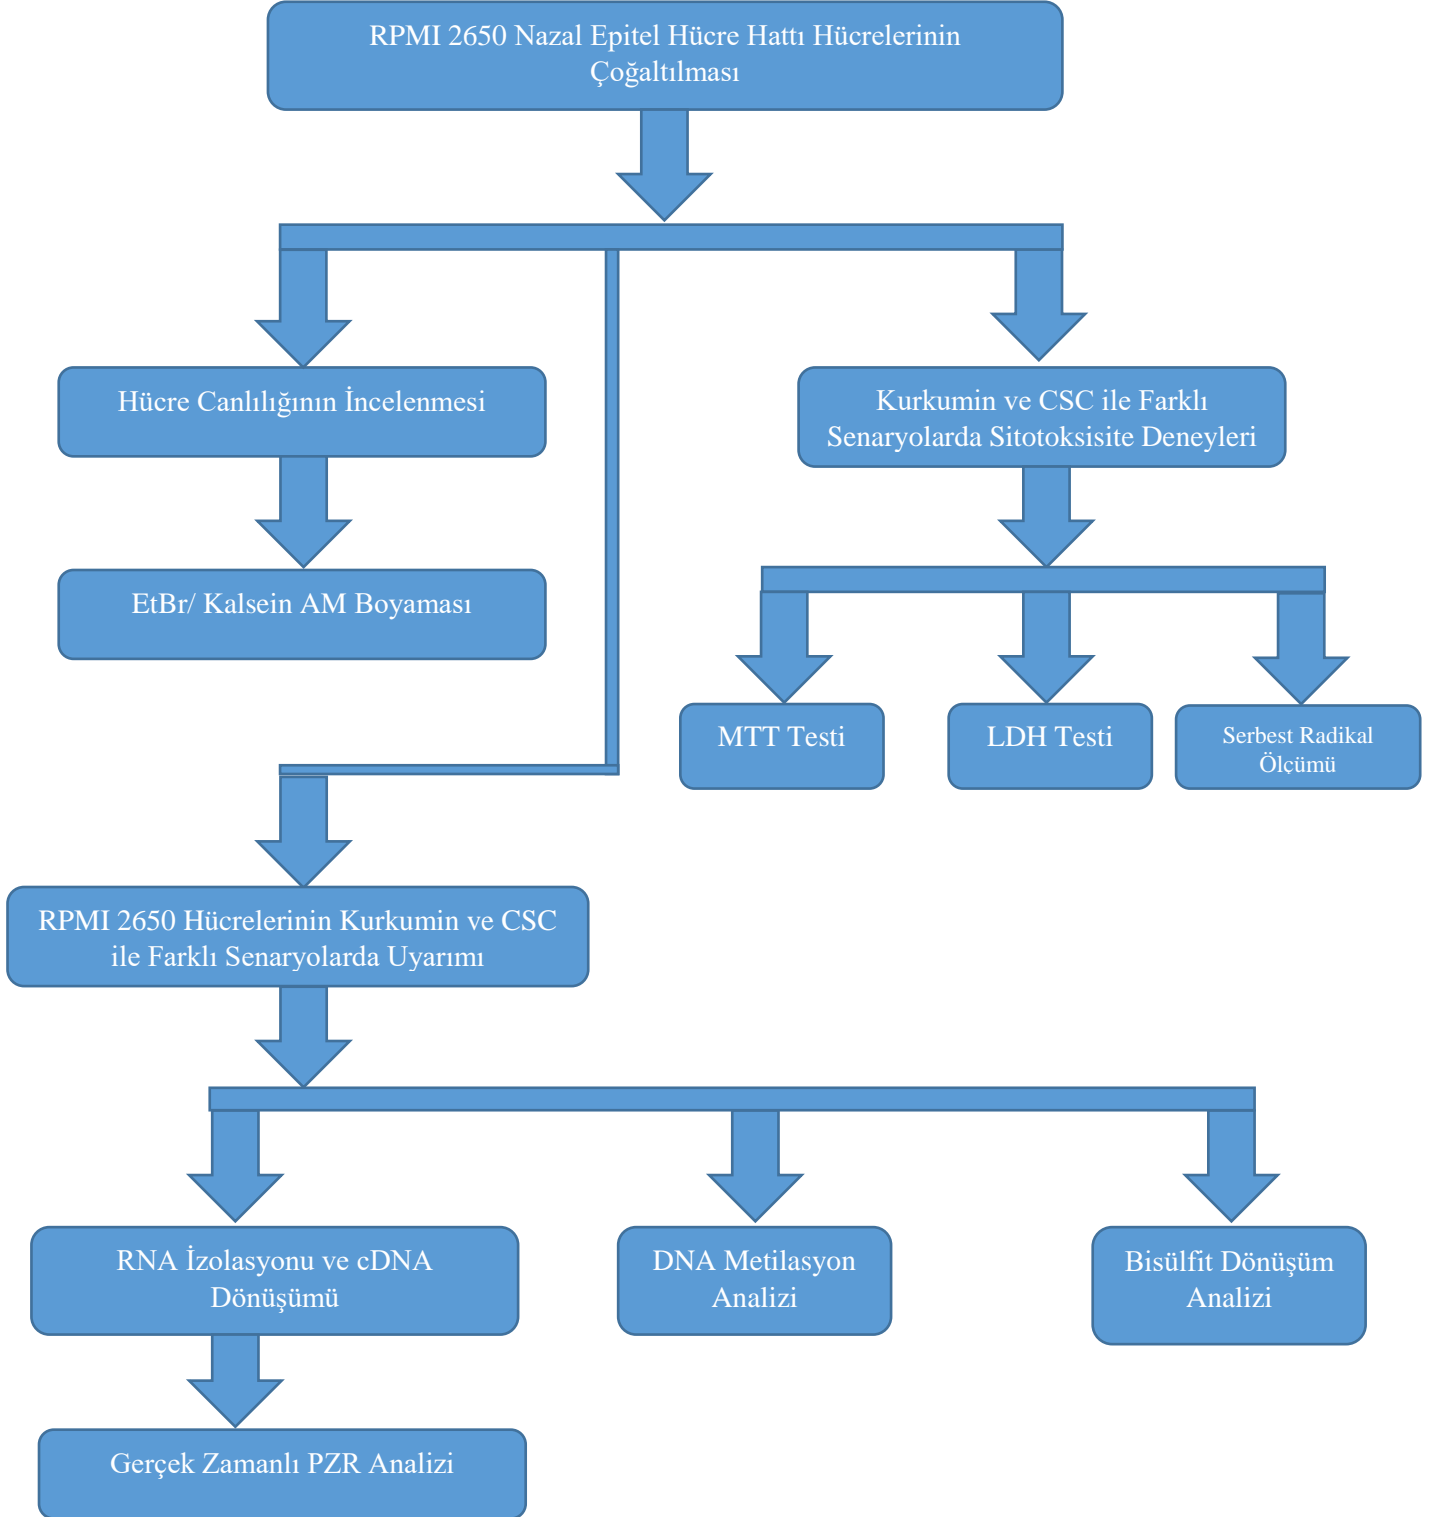 RPMI 2650 Nazal Epitel Hücre Hattı Hücrelerinin
Çoğaltılması
Hücre Canlılığının İncelenmesi
Kurkumin ve CSC ile Farklı
Senaryolarda Sitotoksisite Deneyleri
EtBr/ Kalsein AM Boyaması
MTT Testi
LDH Testi
Serbest Radikal
Ölçümü
RPMI 2650 Hücrelerinin Kurkumin ve CSC
ile Farklı Senaryolarda Uyarımı
RNA İzolasyonu ve cDNA
Dönüşümü
DNA Metilasyon
Analizi
Bisülfit Dönüşüm
Analizi
Gerçek Zamanlı PZR Analizi